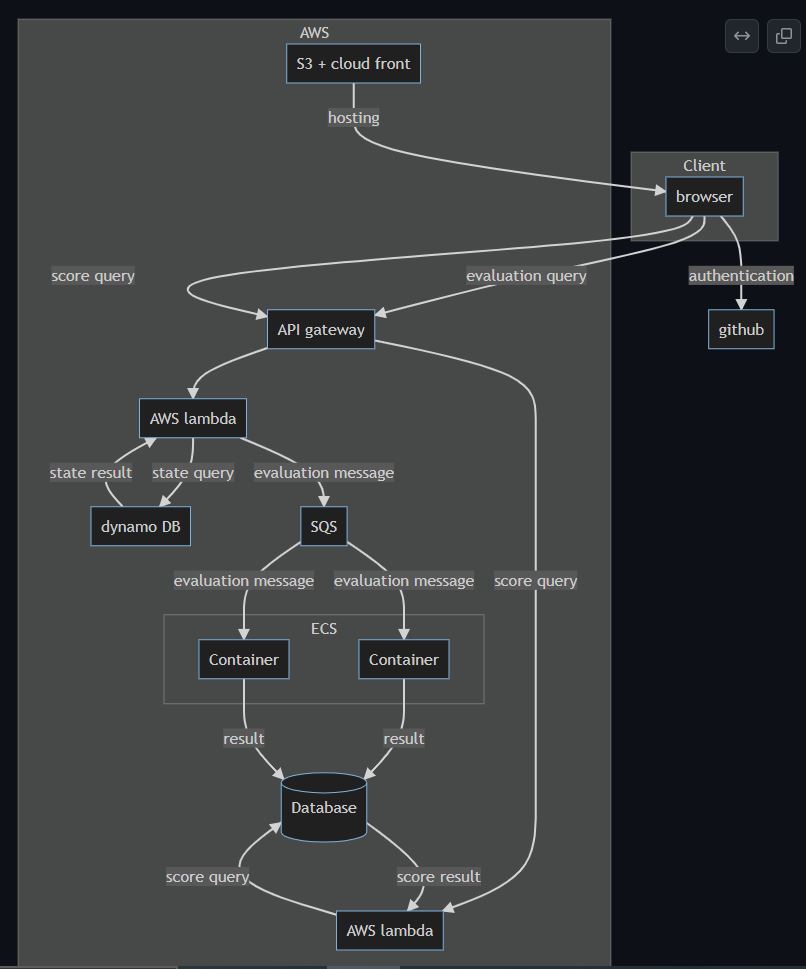 AWS
S3 + cloud front
hosting
Client
browser
score query
evaluation query
authentication
API gateway
github
AWS lambda
state result
state query
evaluation message
dynamo DB
SQS
evaluation message
evaluation message
score query
ECS
Container
Container
result
result
Database
score query
score result
AWS lambda